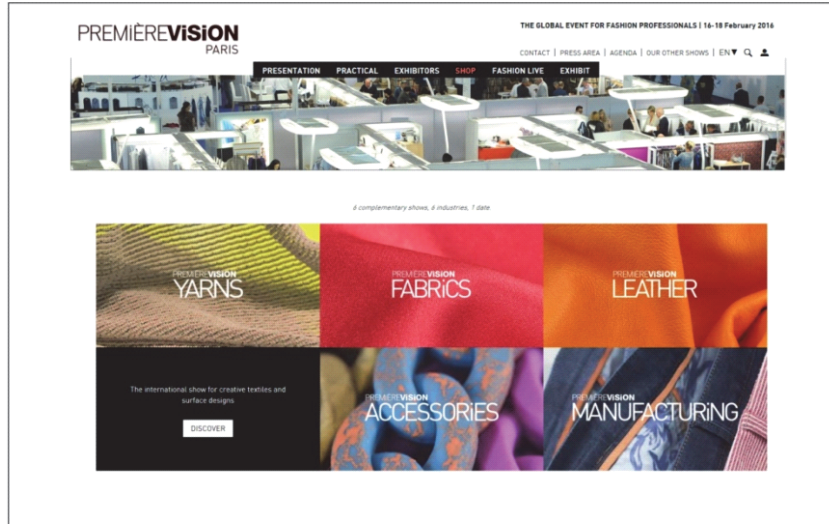 PREMIÈREVISION
PARIS
THE GLOBAL EVENT FOR FASHION PROFESSIONALS | 16-18 February 2016
CONTACT | PRESS AREA | AGENDA | OUR OTHER SHOWS | EN▼
PRESENTATION PRACTICAL EXHIBITORS SHOP FASHION LIVE EXHIBIT
6 complementary shows, 6 industries, 1 date
PREMIÈREVISION
YARNS
PREMIÈREVISION
FABRiCS
PREMIÈREVISION
LEATHER
The international show for creative textiles and
surface designs
DISCOVER
PREMIÈREVISION
ACCESSORiES
PREMIÈREVISION
MANUFACTURiNG